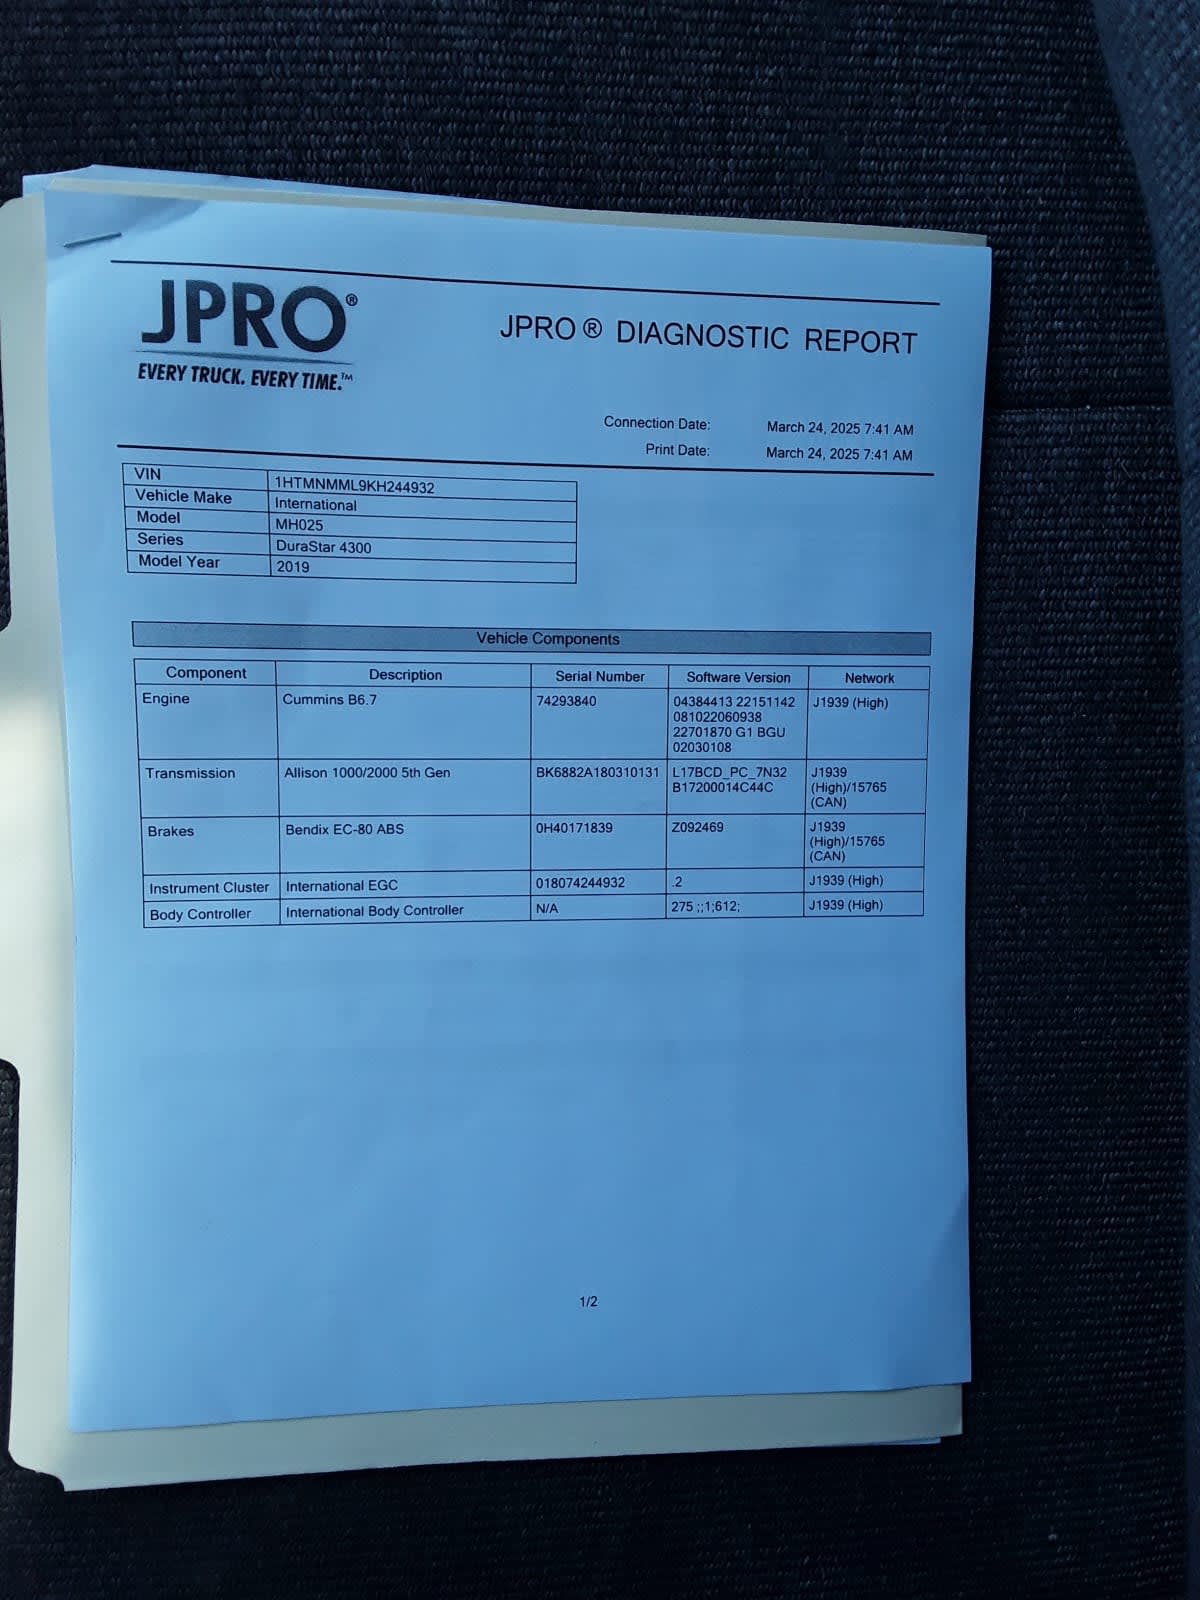 JPRO®
EVERY TRUCK. EVERY TIME.™
JPRO® DIAGNOSTIC REPORT
Connection Date: March 24, 2025 7:41 AM
Print Date: March 24, 2025 7:41 AM
VIN 1HTMNMML9KH244932
Vehicle Make International
Model MH025
Series DuraStar 4300
Model Year 2019
Vehicle Components
Component Description Serial Number Software Version Network
Engine Cummins B6.7 74293840 04384413 22151142 J1939 (High)
081022060938
22701870 G1 BGU
02030108
Transmission Allison 1000/2000 5th Gen BK6882A180310131 L17BCD_PC_7N32 J1939
B17200014C44C (High)/15765
(CAN)
Brakes Bendix EC-80 ABS 0H40171839 Z092469 J1939
(High)/15765
(CAN)
Instrument Cluster International EGC 018074244932 .2 J1939 (High)
Body Controller International Body Controller N/A 275 ;;1;612; J1939 (High)
1/2